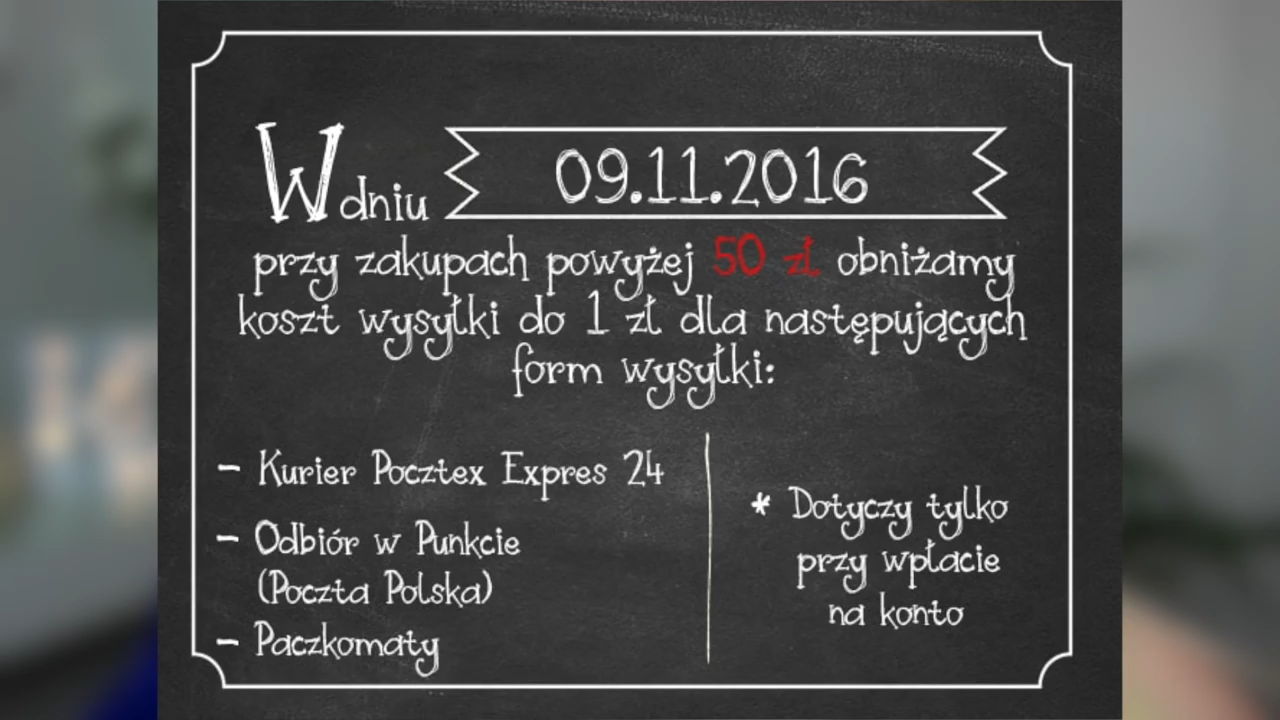 W dniu 09.11.2016
przy zakupach powyżej 50 zł obniżamy
koszt wysyłki do 1 zł dla następujących
form wysyłki:
- Kurier Pocztex Expres 24
- Odbiór w Punkcie
(Poczta Polska)
- Paczkomaty
* Dotyczy tylko
przy wpłacie
na konto